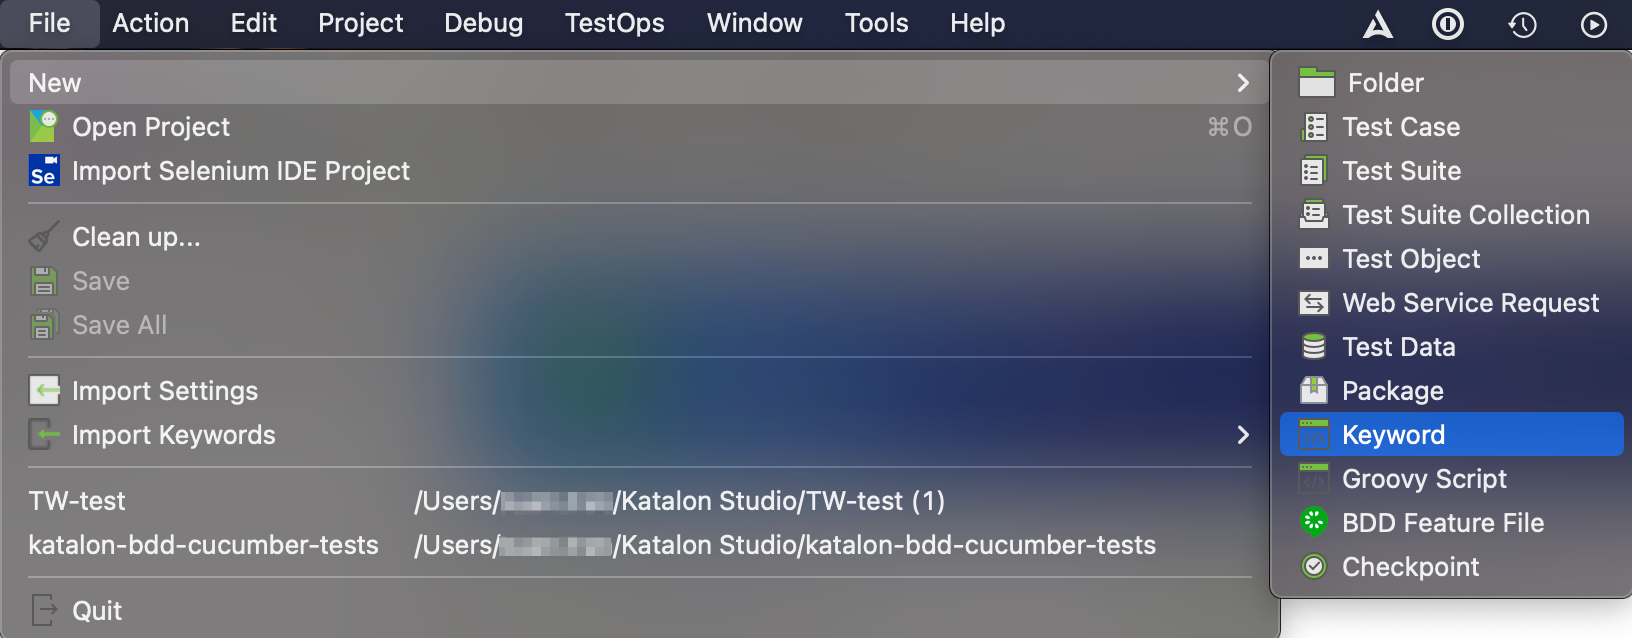 File Action Edit Project Debug TestOps Window Tools Help
New
Open Project ⌘O
Se Import Selenium IDE Project
Clean up...
Save
Save All
Import Settings
Import Keywords
TW-test /Users/ /Katalon Studio/TW-test (1)
katalon-bdd-cucumber-tests /Users/ /Katalon Studio/katalon-bdd-cucumber-tests
Quit
Folder
Test Case
Test Suite
Test Suite Collection
Test Object
Web Service Request
Test Data
Package
Keyword
Groovy Script
BDD Feature File
Checkpoint